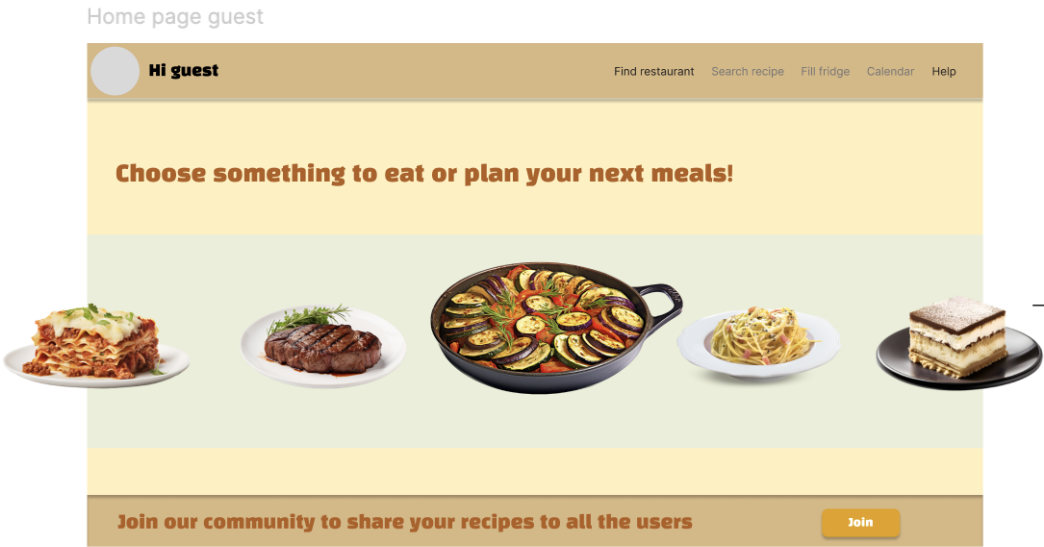 Home page guest
Hi guest
Find restaurant Search recipe Fill fridge Calendar Help
Choose something to eat or plan your next meals!
Join our community to share your recipes to all the users
Join